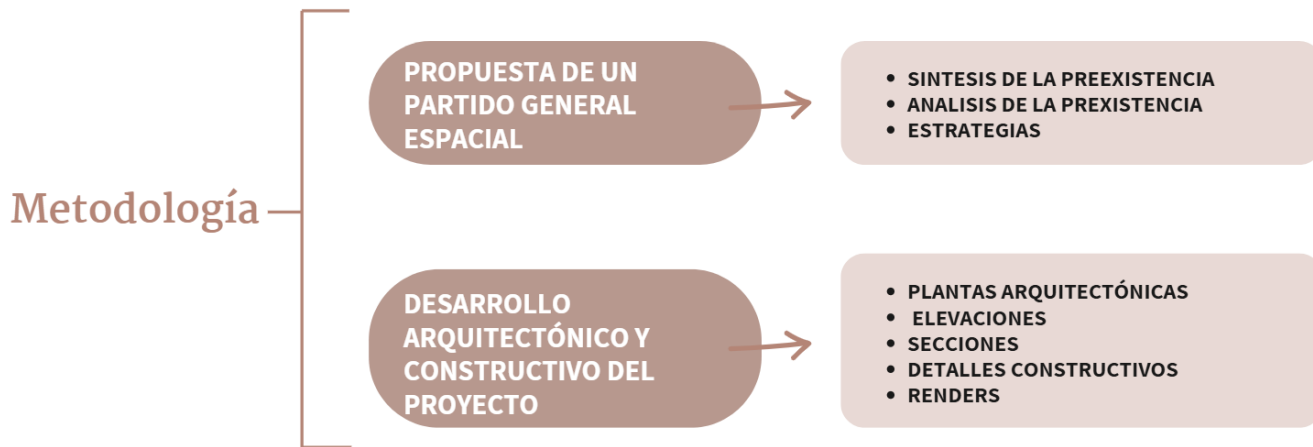 Metodología
PROPUESTA DE UN
PARTIDO GENERAL
ESPACIAL
• SINTESIS DE LA PREEXISTENCIA
• ANALISIS DE LA PREXISTENCIA
• ESTRATEGIAS
DESARROLLO
ARQUITECTÓNICO Y
CONSTRUCTIVO DEL
PROYECTO
• PLANTAS ARQUITECTÓNICAS
• ELEVACIONES
• SECCIONES
• DETALLES CONSTRUCTIVOS
• RENDERS